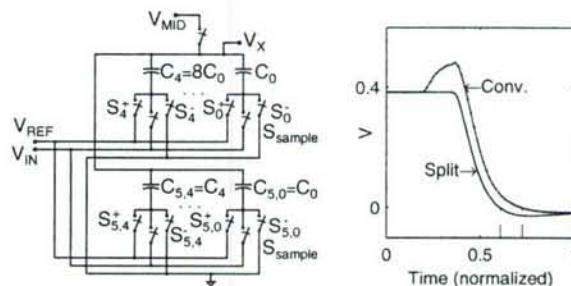 V_MID
V_X
C_4=8C_0 C_0
S_4^+ S_4^- S_0^+ S_0^-
S_sample
V_REF
V_IN
C_5,4=C_4 C_5,0=C_0
S_5,4^+ S_5,4^- S_5,0^+ S_5,0^-
S_sample
0.4
Conv.
V
Split
0
0 0.5 1
Time (normalized)